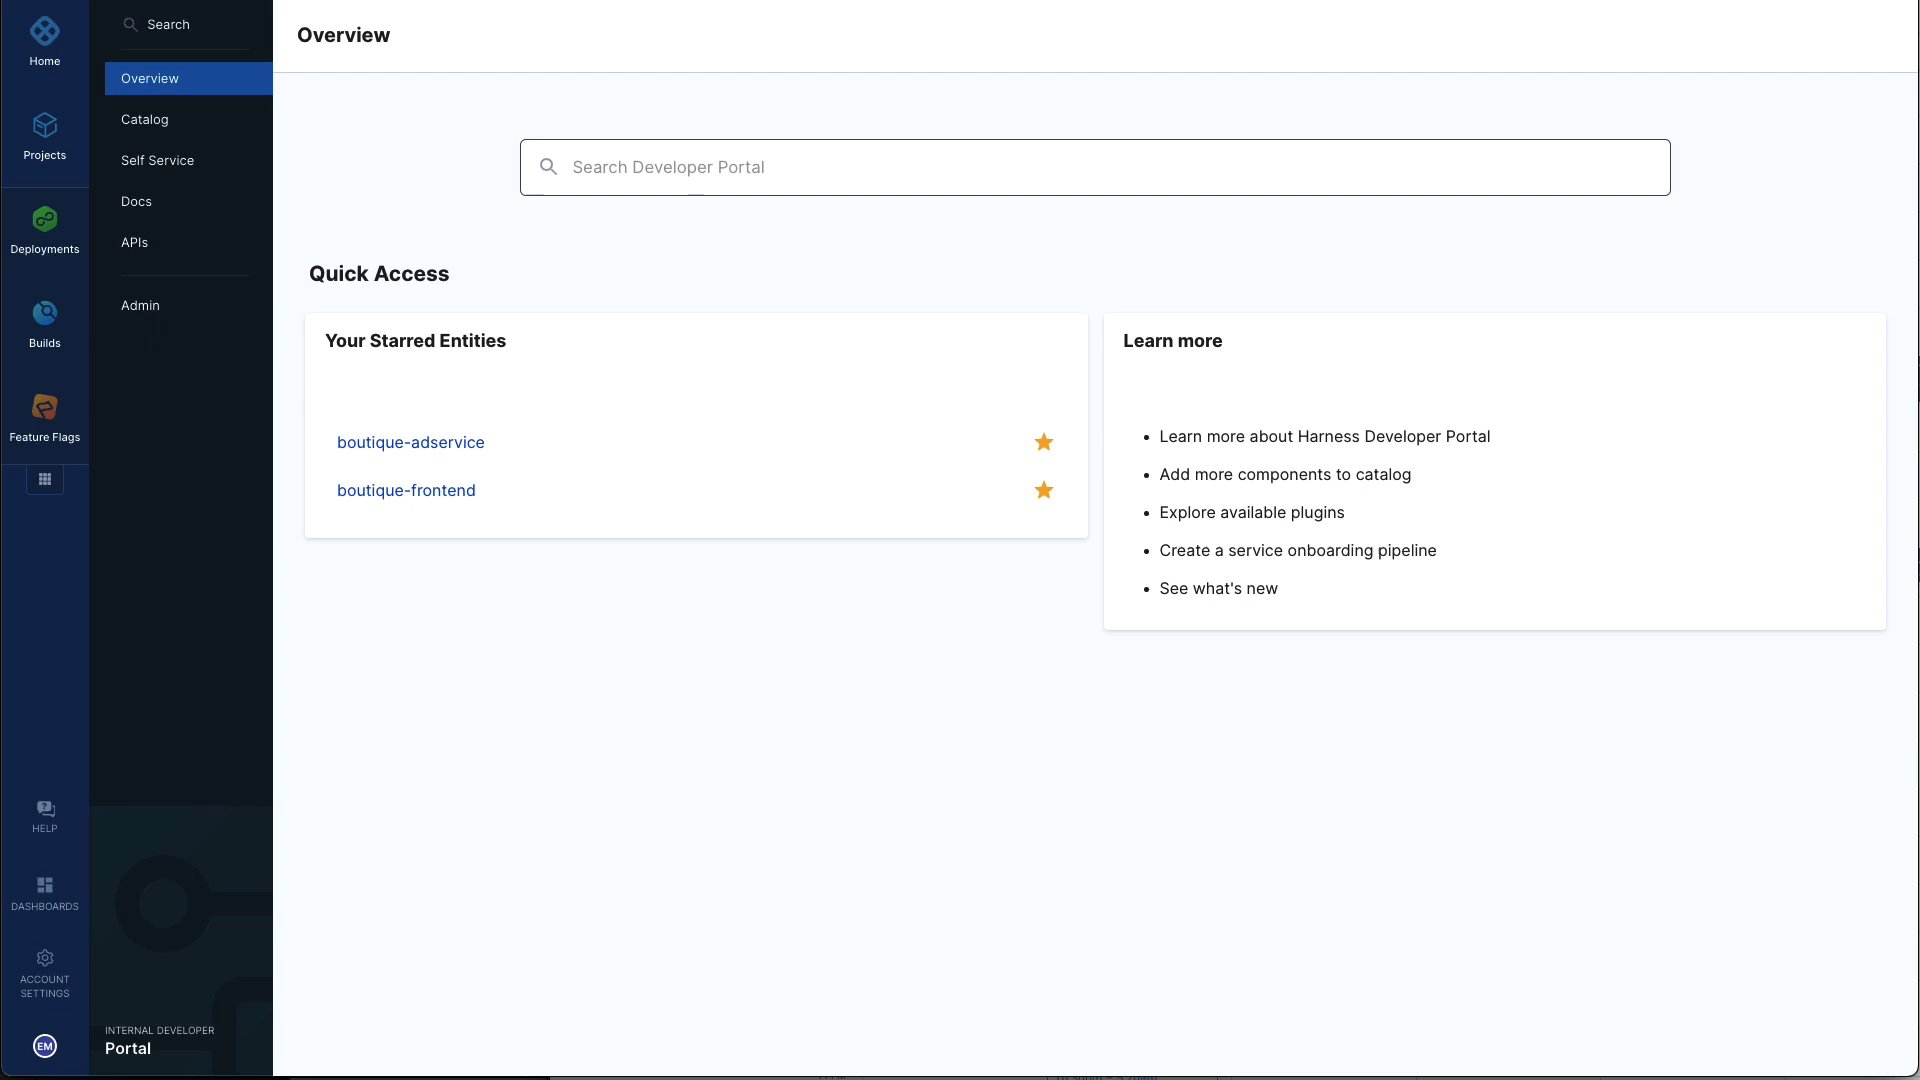 Home
Projects
Deployments
Builds
Feature Flags
HELP
DASHBOARDS
ACCOUNT
SETTINGS
EM
Search
Overview
Catalog
Self Service
Docs
APIs
Admin
INTERNAL DEVELOPER
Portal
Overview
Search Developer Portal
Quick Access
Your Starred Entities
boutique-adservice
boutique-frontend
Learn more
Learn more about Harness Developer Portal
Add more components to catalog
Explore available plugins
Create a service onboarding pipeline
See what's new